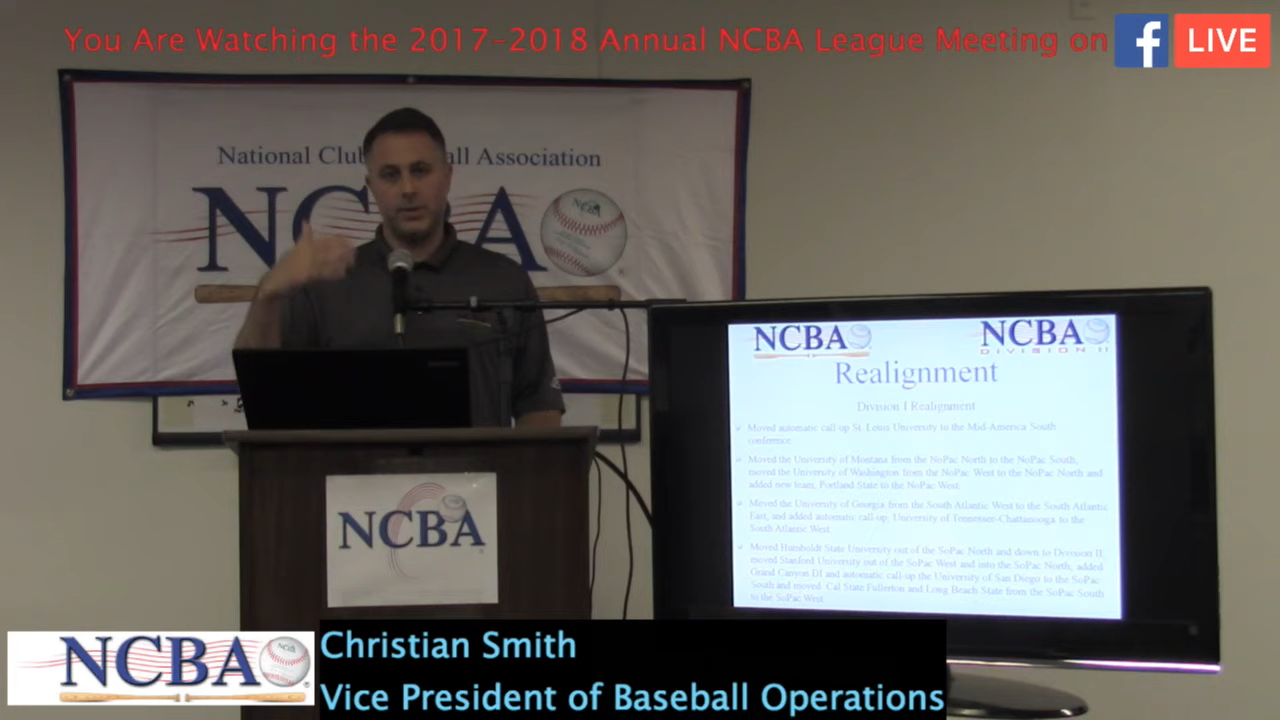 You Are Watching the 2017-2018 Annual NCBA League Meeting on f LIVE
National Club all Association
NCBA
NCBA
NCBA
NCBA
DIVISION II
Realignment
Division I Realignment
Moved automatic call up St. Louis University to the Mid-America South
conference.
Moved the University of Montana from the NoPac North to the NoPac South,
moved the University of Washington from the NoPac West to the NoPac North and
added new team, Portland State to the NoPac West.
Moved the University of Georgia from the South Atlantic West to the South Atlantic
East, and added automatic call-up, University of Tennessee-Chattanooga to the
South Atlantic West.
Moved Humboldt State University out of the SoPac North and down to Division II,
moved Stanford University out of the SoPac West and into the SoPac North, added
Grand Canyon DI and automatic call-up the University of San Diego to the SoPac
South and moved Cal State Fullerton and Long Beach State from the SoPac South
to the SoPac West.
NCBA
NCBA
Christian Smith
Vice President of Baseball Operations